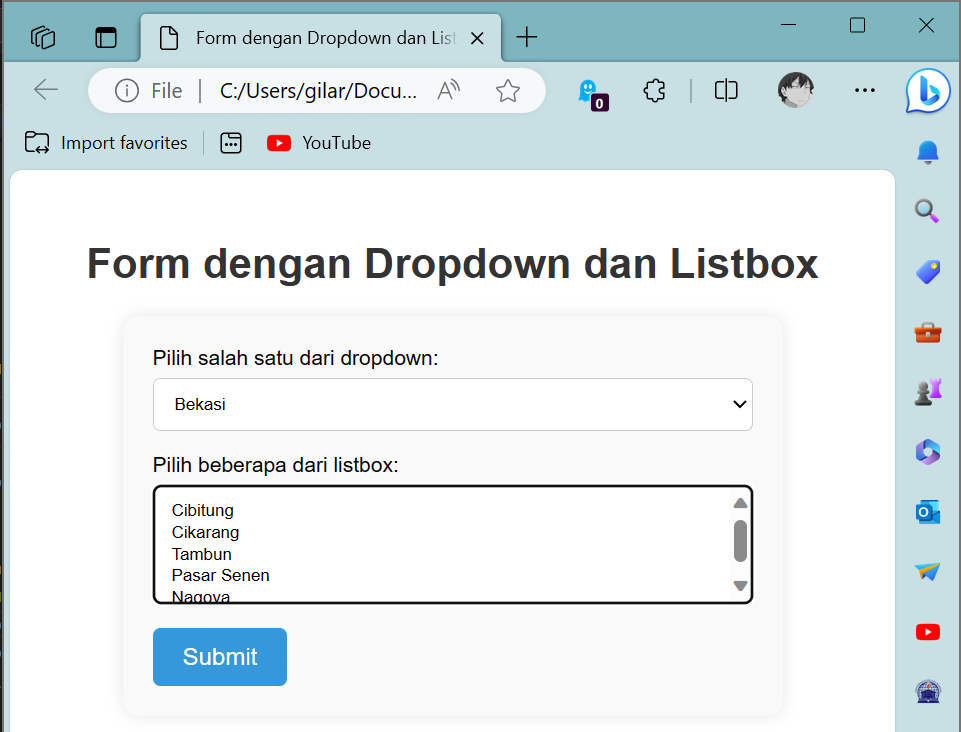 Form dengan Dropdown dan List
File
C:/Users/gilar/Docu...
0
Import favorites
YouTube
Form dengan Dropdown dan Listbox
Pilih salah satu dari dropdown:
Bekasi
Pilih beberapa dari listbox:
Cibitung
Cikarang
Tambun
Pasar Senen
Nagoya
Submit